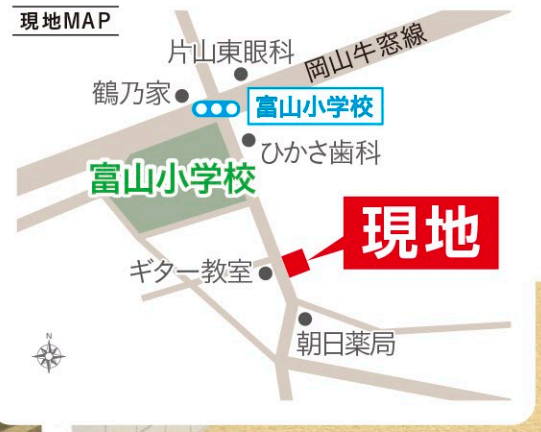 現地MAP
片山東眼科
岡山牛窓線
鶴乃家
富山小学校
ひかさ歯科
富山小学校
現地
ギター教室
朝日薬局
N